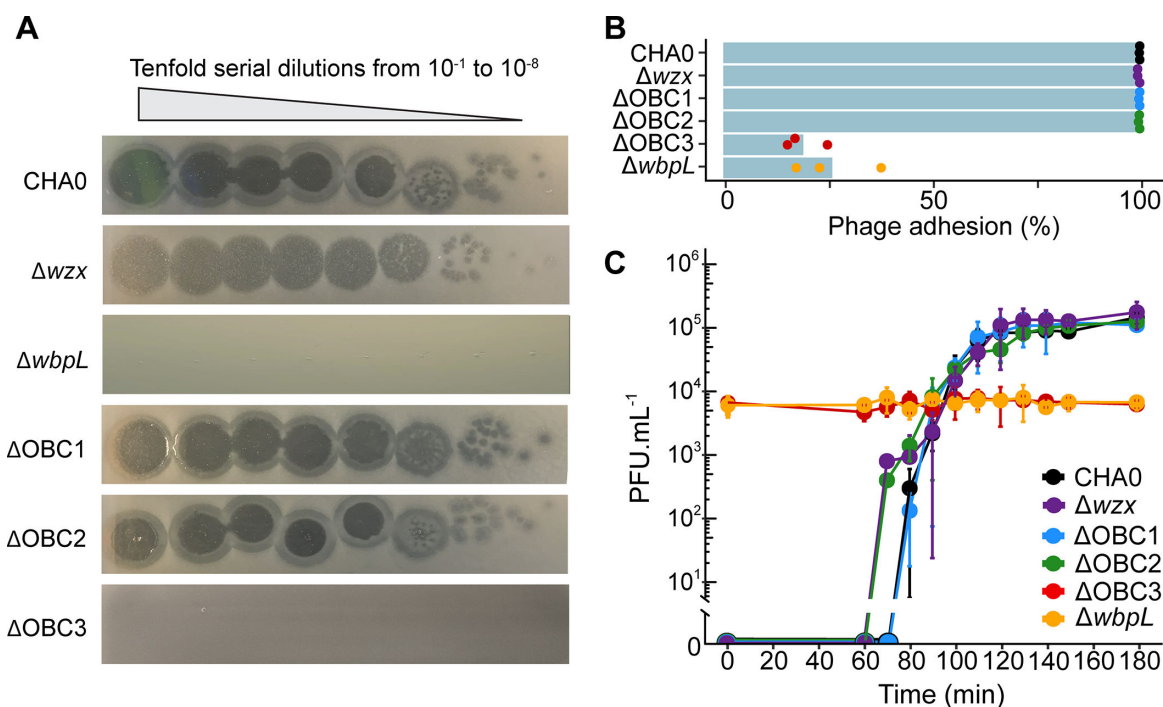 A
Tenfold serial dilutions from 10⁻¹ to 10⁻⁸
CHA0
Δwzx
ΔwbpL
ΔOBC1
ΔOBC2
ΔOBC3
B
CHA0
Δwzx
ΔOBC1
ΔOBC2
ΔOBC3
ΔwbpL
0
50
100
Phage adhesion (%)
C
10⁶
10⁵
10⁴
10³
10²
10¹
0
PFU.mL⁻¹
CHA0
Δwzx
ΔOBC1
ΔOBC2
ΔOBC3
ΔwbpL
0 20 40 60 80 100 120 140 160 180
Time (min)